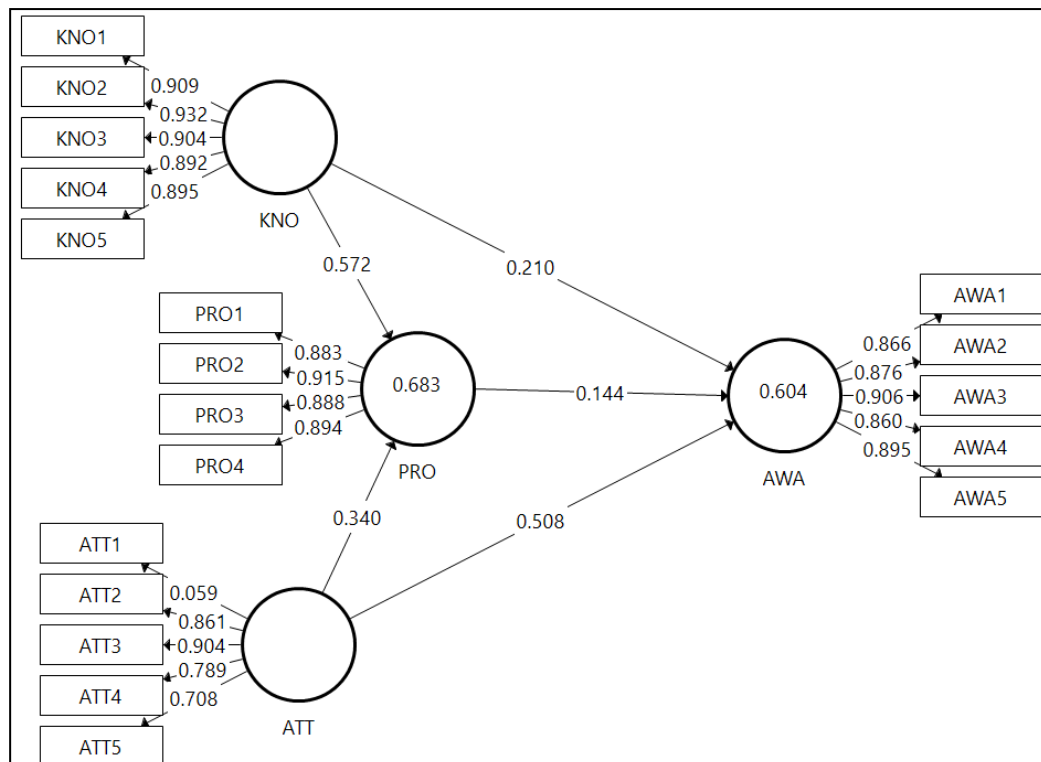 KNO1
KNO2
KNO3
KNO4
KNO5
0.909
0.932
0.904
0.892
0.895
KNO
0.572
0.210
PRO1
PRO2
PRO3
PRO4
0.883
0.915
0.888
0.894
0.683
PRO
0.144
0.604
AWA
0.866
0.876
0.906
0.860
0.895
AWA1
AWA2
AWA3
AWA4
AWA5
0.340
0.508
ATT1
ATT2
ATT3
ATT4
ATT5
0.059
0.861
0.904
0.789
0.708
ATT